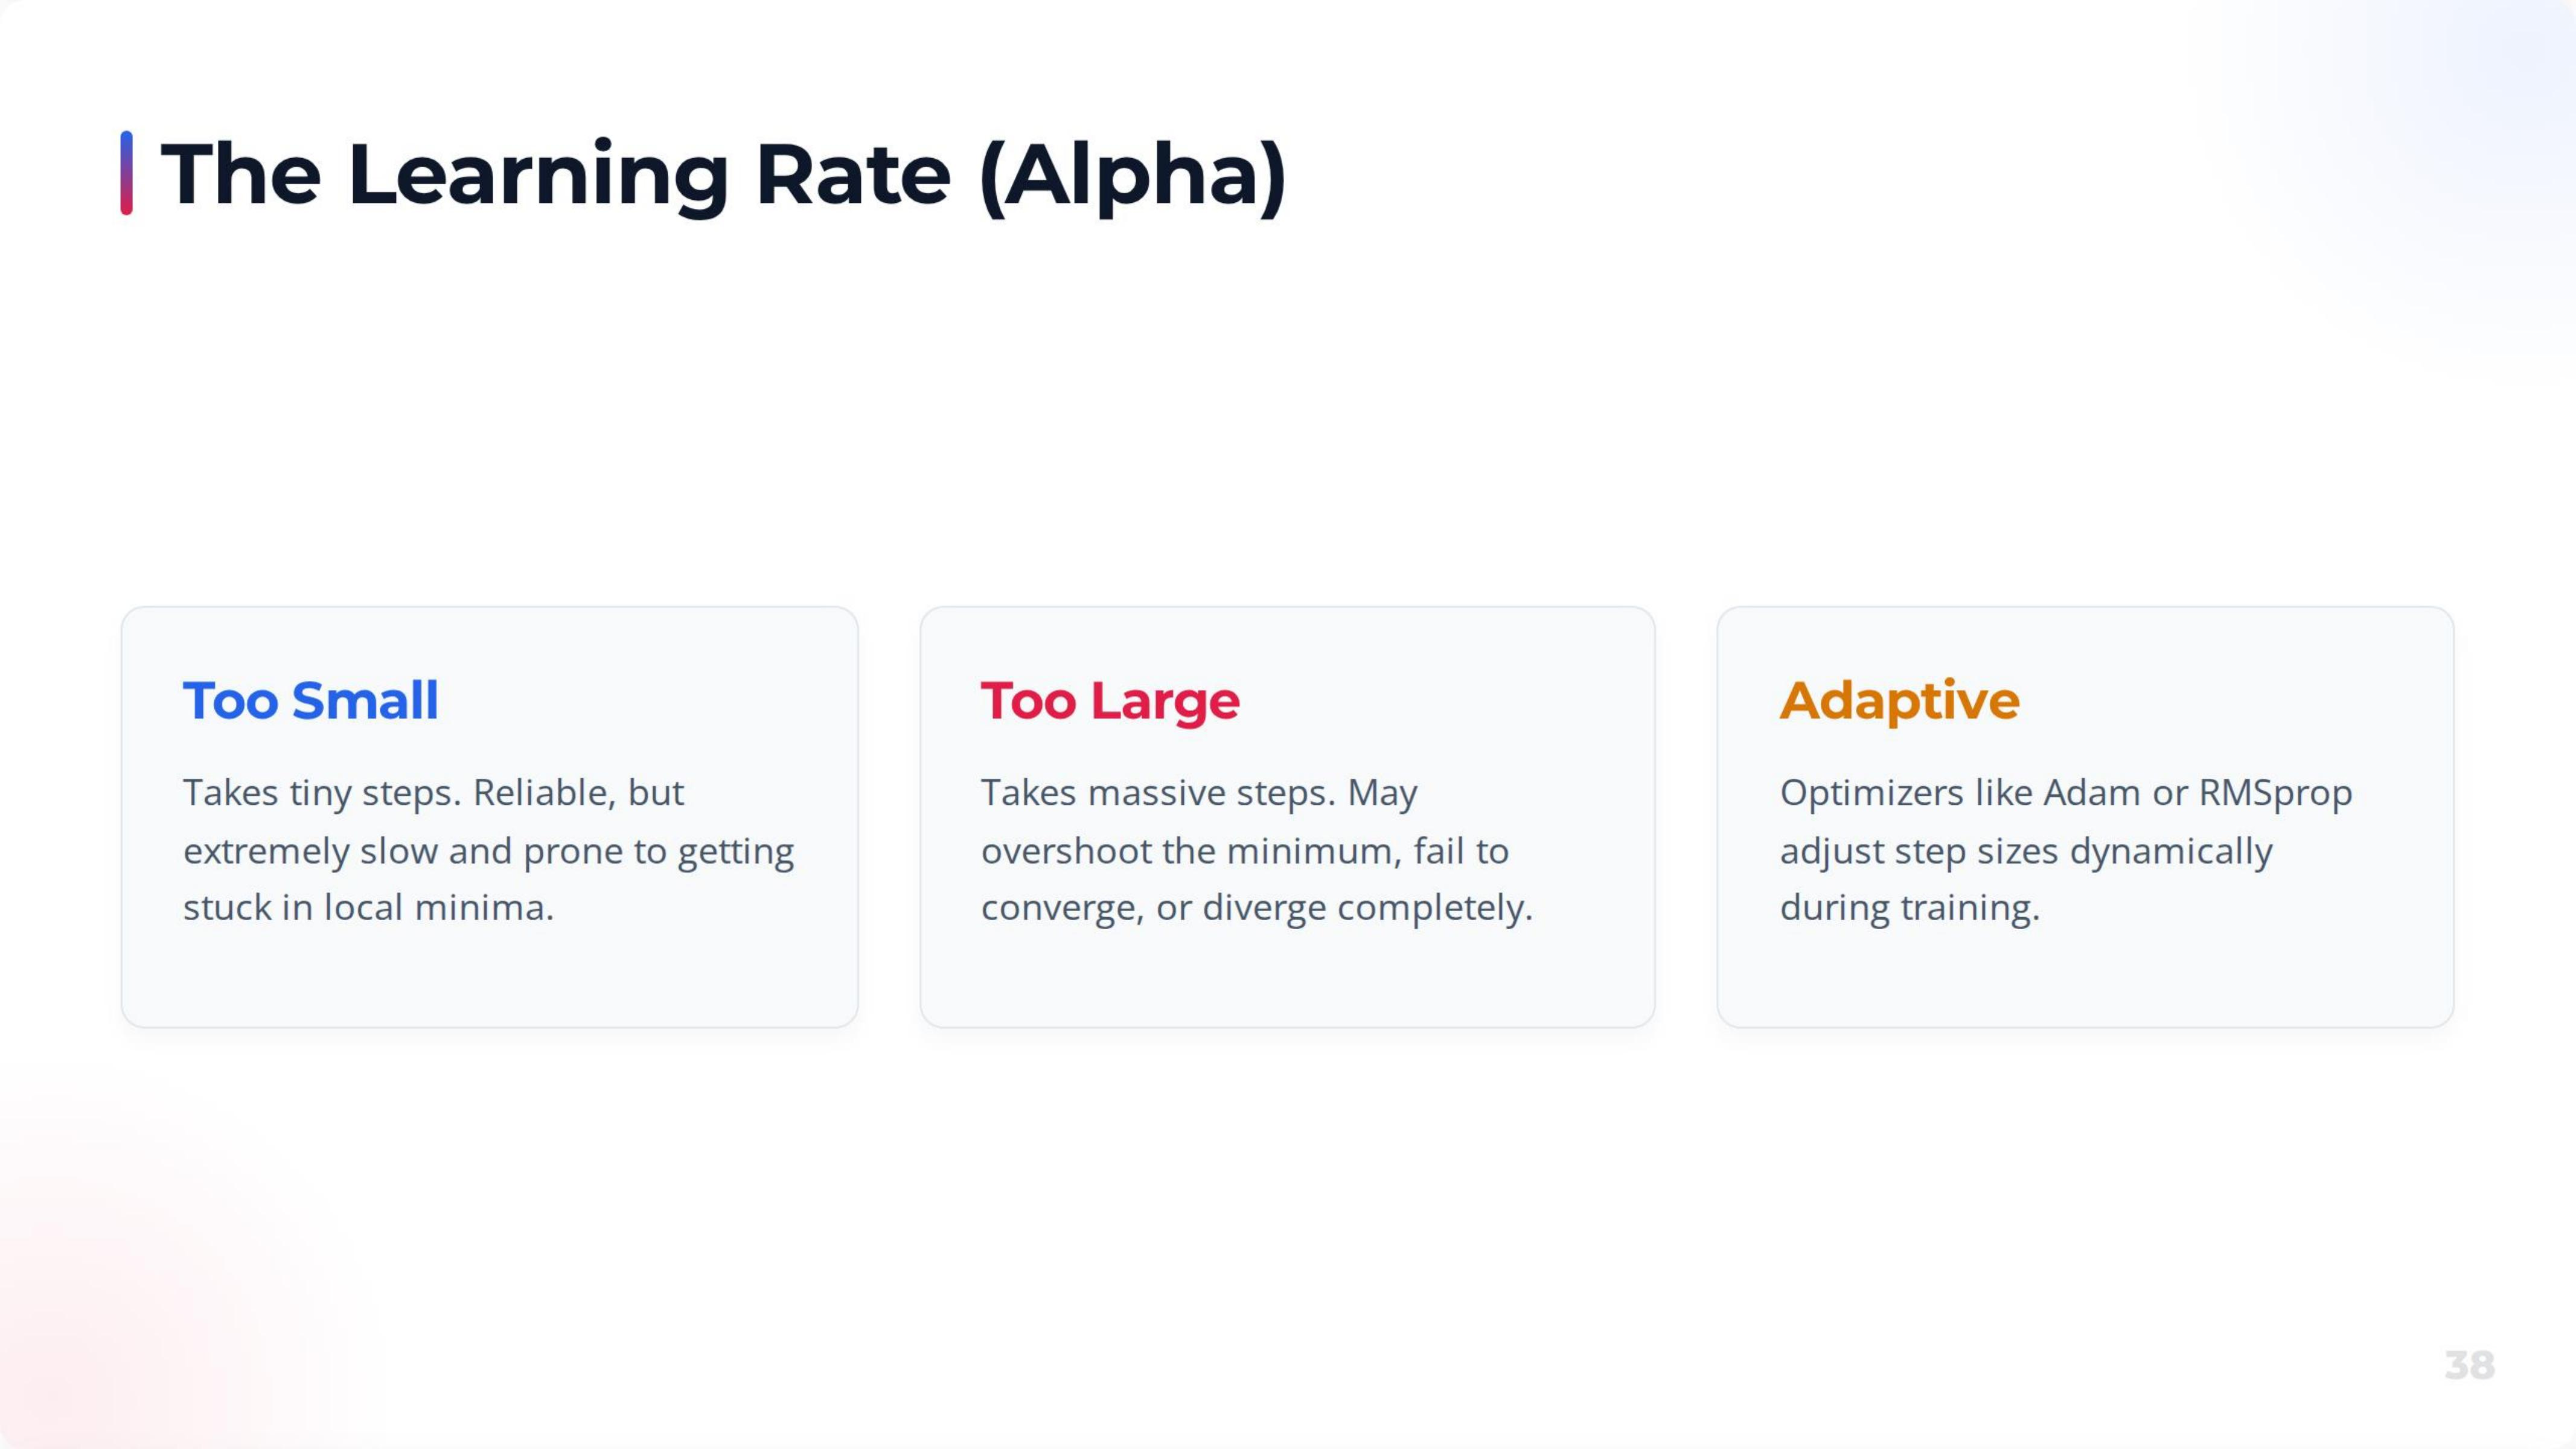 The Learning Rate (Alpha)
Too Small
Takes tiny steps. Reliable, but
extremely slow and prone to getting
stuck in local minima.
Too Large
Takes massive steps. May
overshoot the minimum, fail to
converge, or diverge completely.
Adaptive
Optimizers like Adam or RMSprop
adjust step sizes dynamically
during training.
38